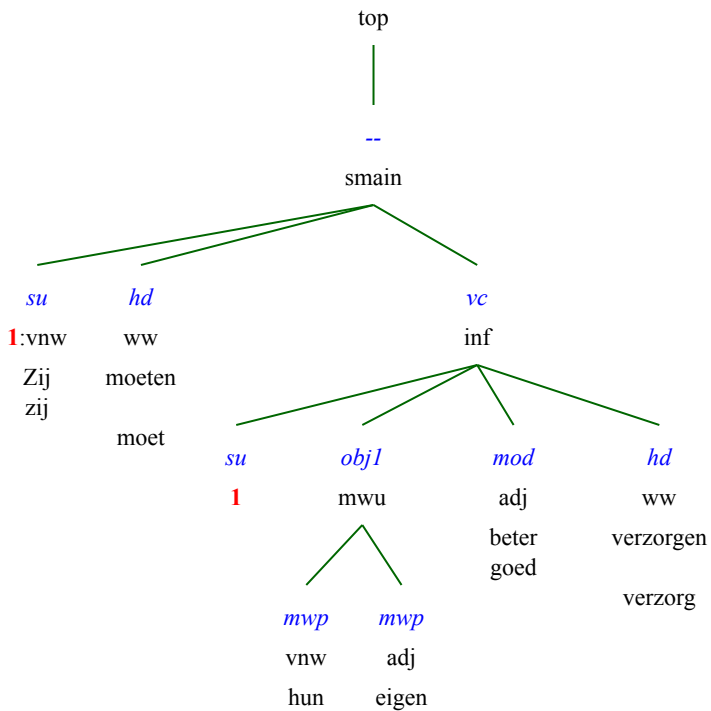 top
--
smain
su hd vc
1:vnw ww inf
Zij moeten
zij
moet
su obj1 mod hd
1 mwu adj ww
beter verzorgen
goed
verzorg
mwp mwp
vnw adj
hun eigen